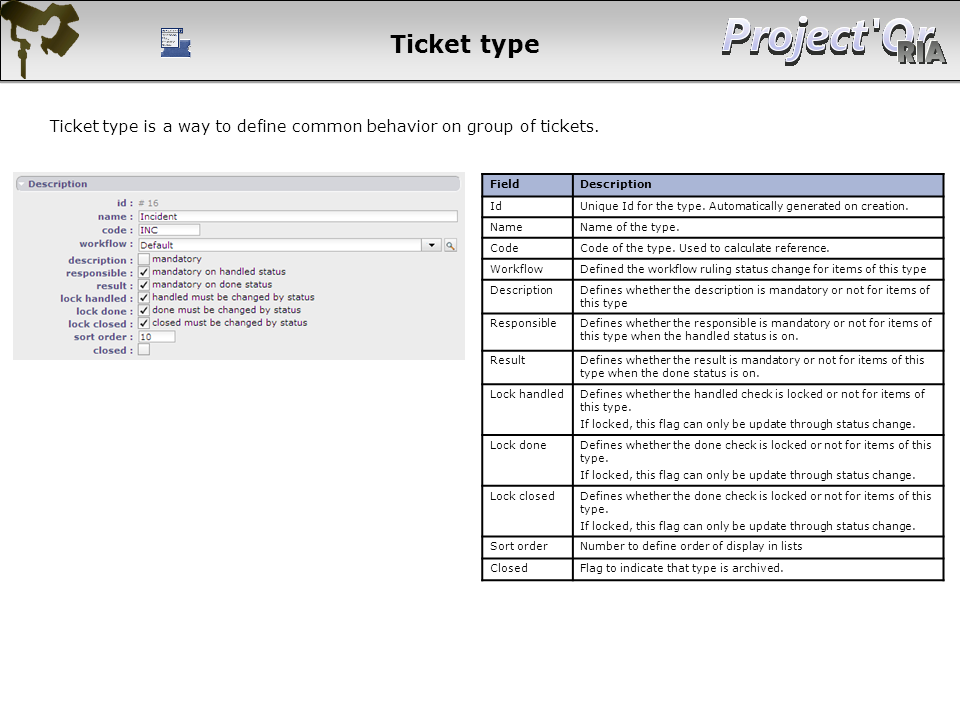 Ticket type
Project'Or
RIA
Ticket type is a way to define common behavior on group of tickets.
Description
id : # 16
name : Incident
code : INC
workflow : Default
description : mandatory
responsible : mandatory on handled status
result : mandatory on done status
lock handled : handled must be changed by status
lock done : done must be changed by status
lock closed : closed must be changed by status
sort order : 10
closed :
Field Description
Id Unique Id for the type. Automatically generated on creation.
Name Name of the type.
Code Code of the type. Used to calculate reference.
Workflow Defined the workflow ruling status change for items of this type
Description Defines whether the description is mandatory or not for items of
this type
Responsible Defines whether the responsible is mandatory or not for items of
this type when the handled status is on.
Result Defines whether the result is mandatory or not for items of this
type when the done status is on.
Lock handled Defines whether the handled check is locked or not for items of
this type.
If locked, this flag can only be update through status change.
Lock done Defines whether the done check is locked or not for items of this
type.
If locked, this flag can only be update through status change.
Lock closed Defines whether the done check is locked or not for items of this
type.
If locked, this flag can only be update through status change.
Sort order Number to define order of display in lists
Closed Flag to indicate that type is archived.